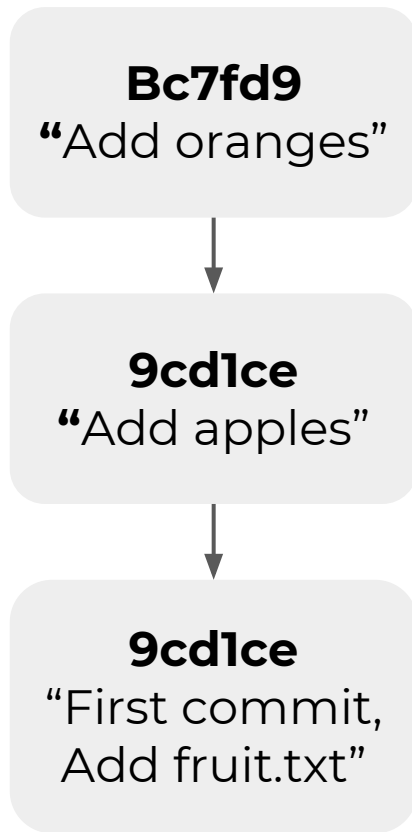 Bc7fd9
“Add oranges”
9cd1ce
“Add apples”
9cd1ce
“First commit,
Add fruit.txt”